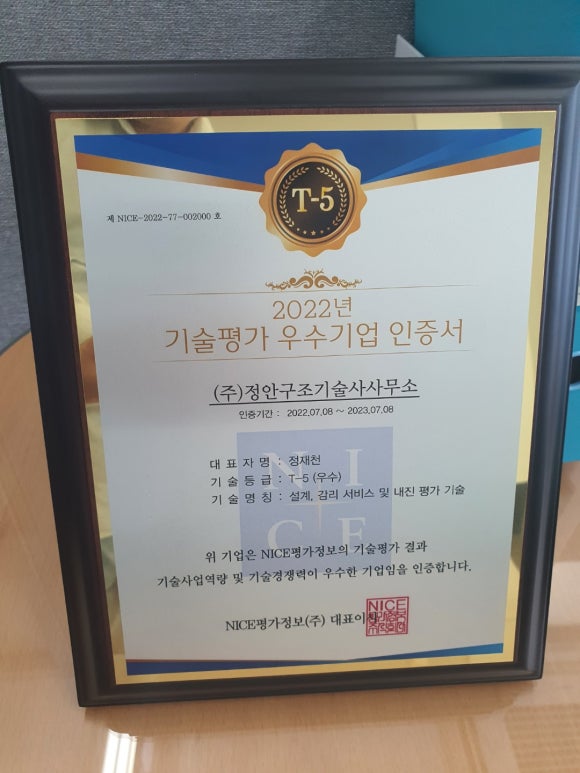 T-5
제 NICE-2022-77-002000 호
2022년
기술평가 우수기업 인증서
(주)정안구조기술사사무소
인증기간 : 2022.07.08 ~ 2023.07.08
NI
CE
대 표 자 명 : 정재천
기 술 등 급 : T-5 (우수)
기 술 명 칭 : 설계, 감리 서비스 및 내진 평가 기술
위 기업은 NICE평가정보의 기술평가 결과
기술사업역량 및 기술경쟁력이 우수한 기업임을 인증합니다.
NICE평가정보(주) 대표이사
NICE